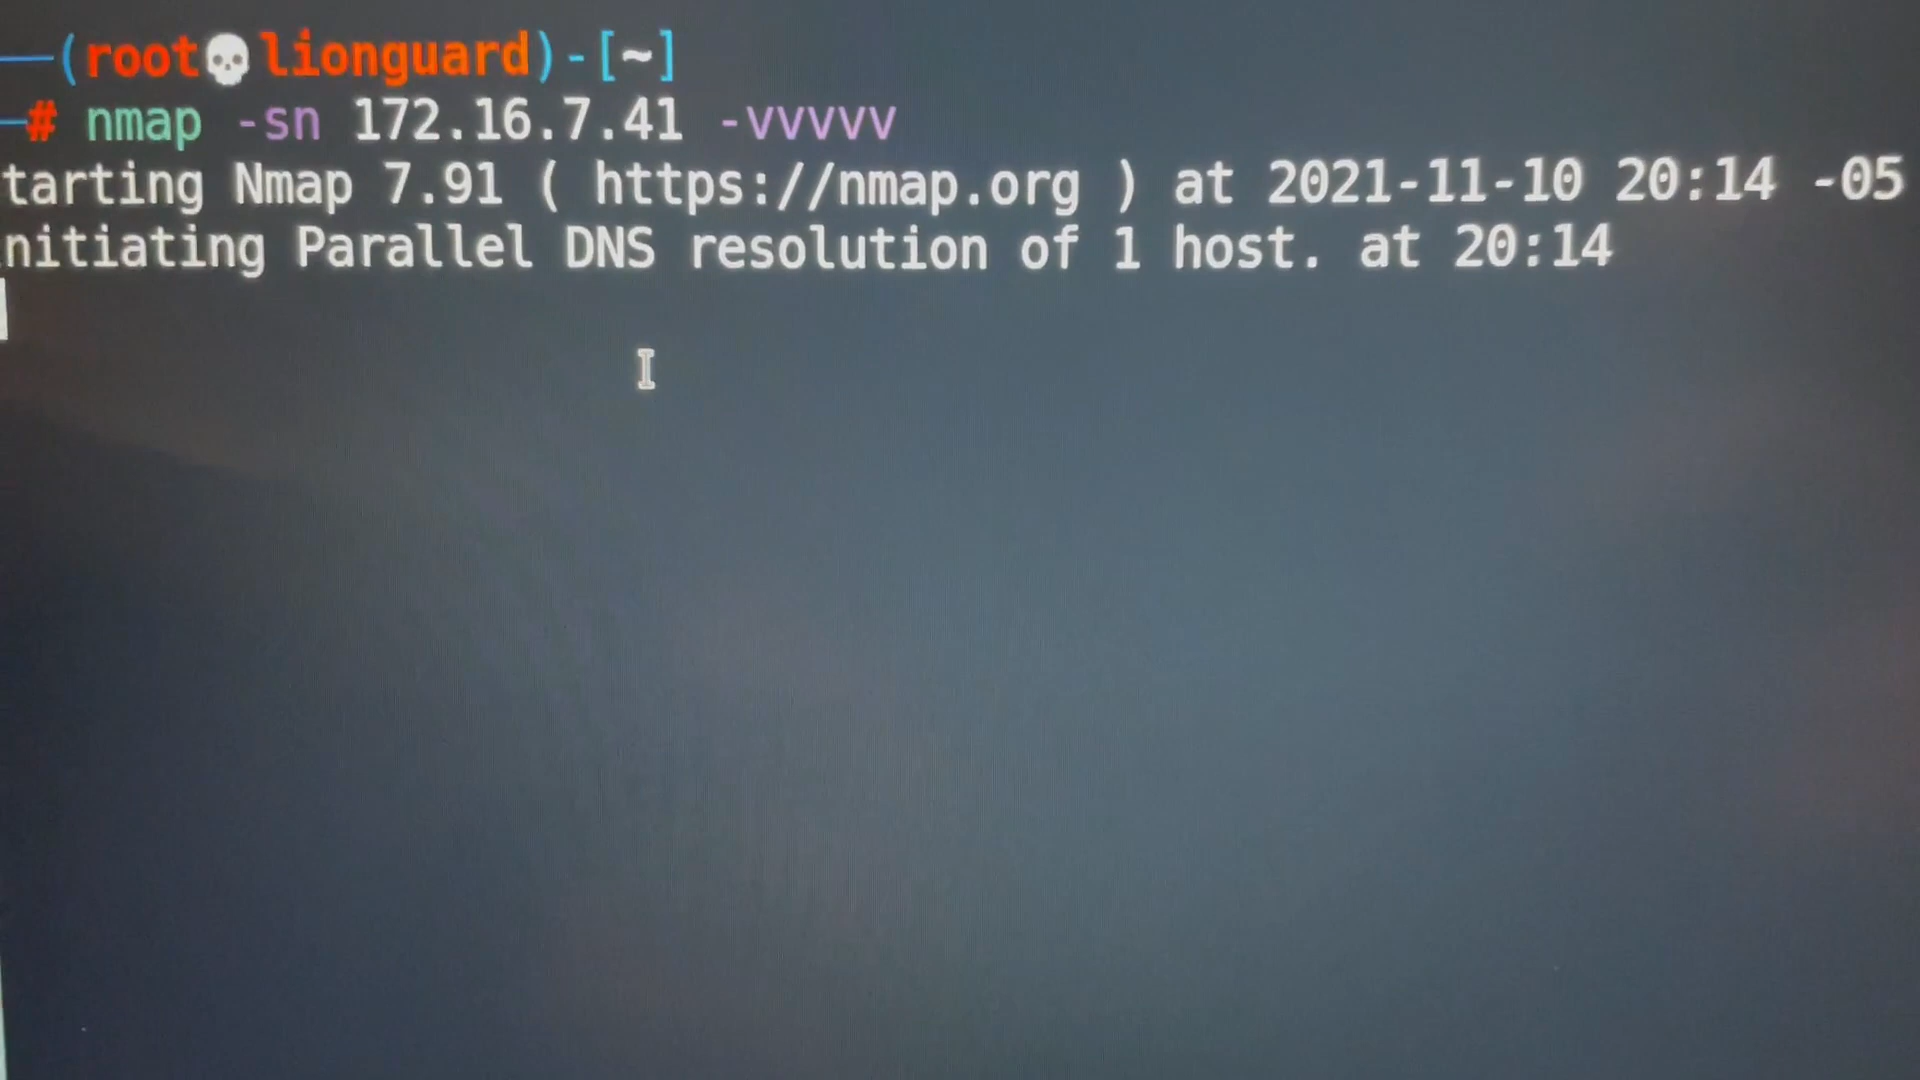 (root💀lionguard)-[~]
# nmap -sn 172.16.7.41 -vvvvv
tarting Nmap 7.91 ( https://nmap.org ) at 2021-11-10 20:14 -05
nitiating Parallel DNS resolution of 1 host. at 20:14